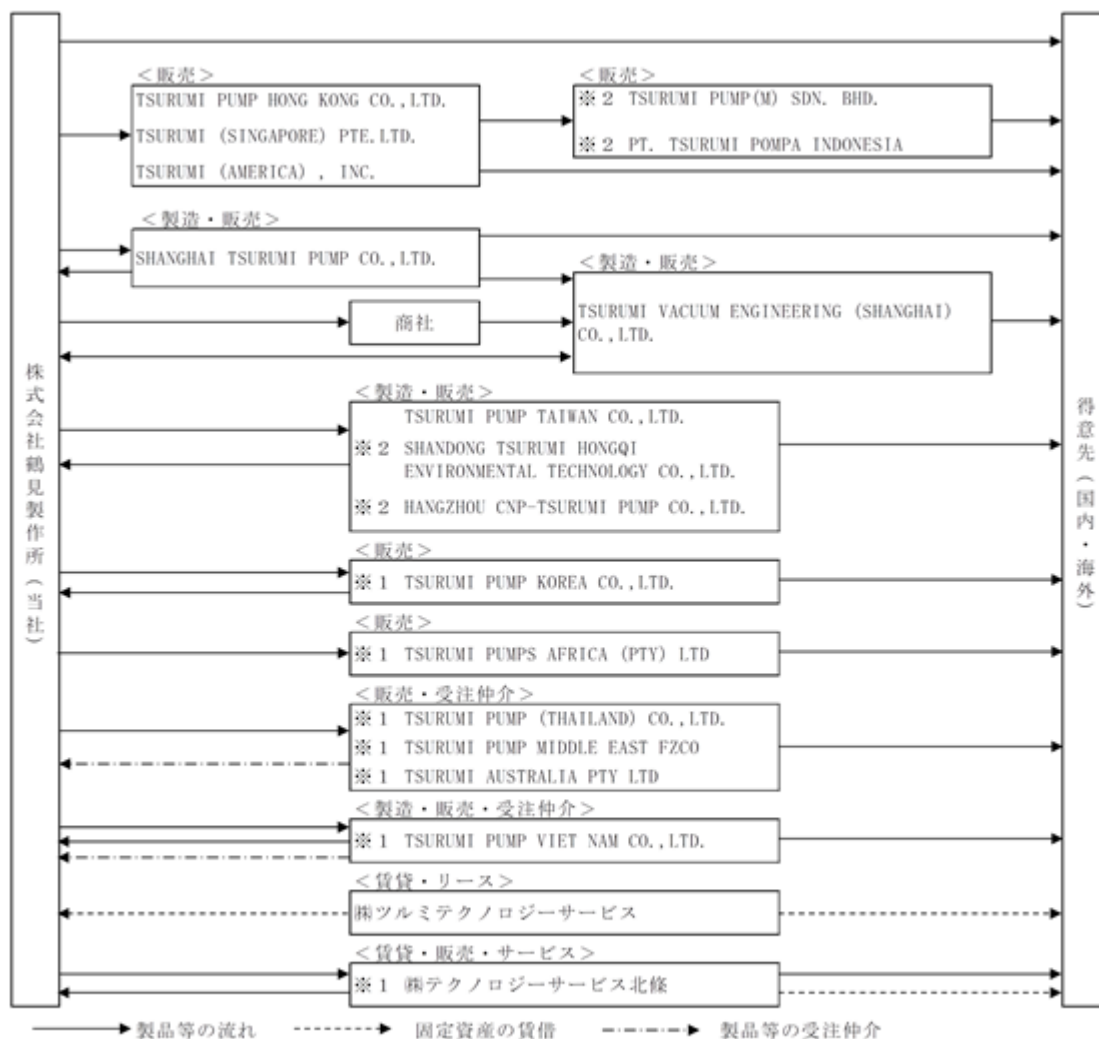 株式会社鶴見製作所（当社）
＜販売＞
TSURUMI PUMP HONG KONG CO.,LTD.
TSURUMI (SINGAPORE) PTE.LTD.
TSURUMI (AMERICA) , INC.
＜販売＞
※２ TSURUMI PUMP(M) SDN. BHD.
※２ PT. TSURUMI POMPA INDONESIA
＜製造・販売＞
SHANGHAI TSURUMI PUMP CO.,LTD.
商社
＜製造・販売＞
TSURUMI VACUUM ENGINEERING (SHANGHAI)
CO.,LTD.
＜製造・販売＞
TSURUMI PUMP TAIWAN CO.,LTD.
※２ SHANDONG TSURUMI HONGQI
ENVIRONMENTAL TECHNOLOGY CO.,LTD.
※２ HANGZHOU CNP-TSURUMI PUMP CO.,LTD.
＜販売＞
※１ TSURUMI PUMP KOREA CO.,LTD.
＜販売＞
※１ TSURUMI PUMPS AFRICA (PTY) LTD
＜販売・受注仲介＞
※１ TSURUMI PUMP (THAILAND) CO.,LTD.
※１ TSURUMI PUMP MIDDLE EAST FZCO
※１ TSURUMI AUSTRALIA PTY LTD
＜製造・販売・受注仲介＞
※１ TSURUMI PUMP VIET NAM CO.,LTD.
＜賃貸・リース＞
㈱ツルミテクノロジーサービス
＜賃貸・販売・サービス＞
※１ ㈱テクノロジーサービス北條
得意先（国内・海外）
製品等の流れ 固定資産の賃借 製品等の受注仲介